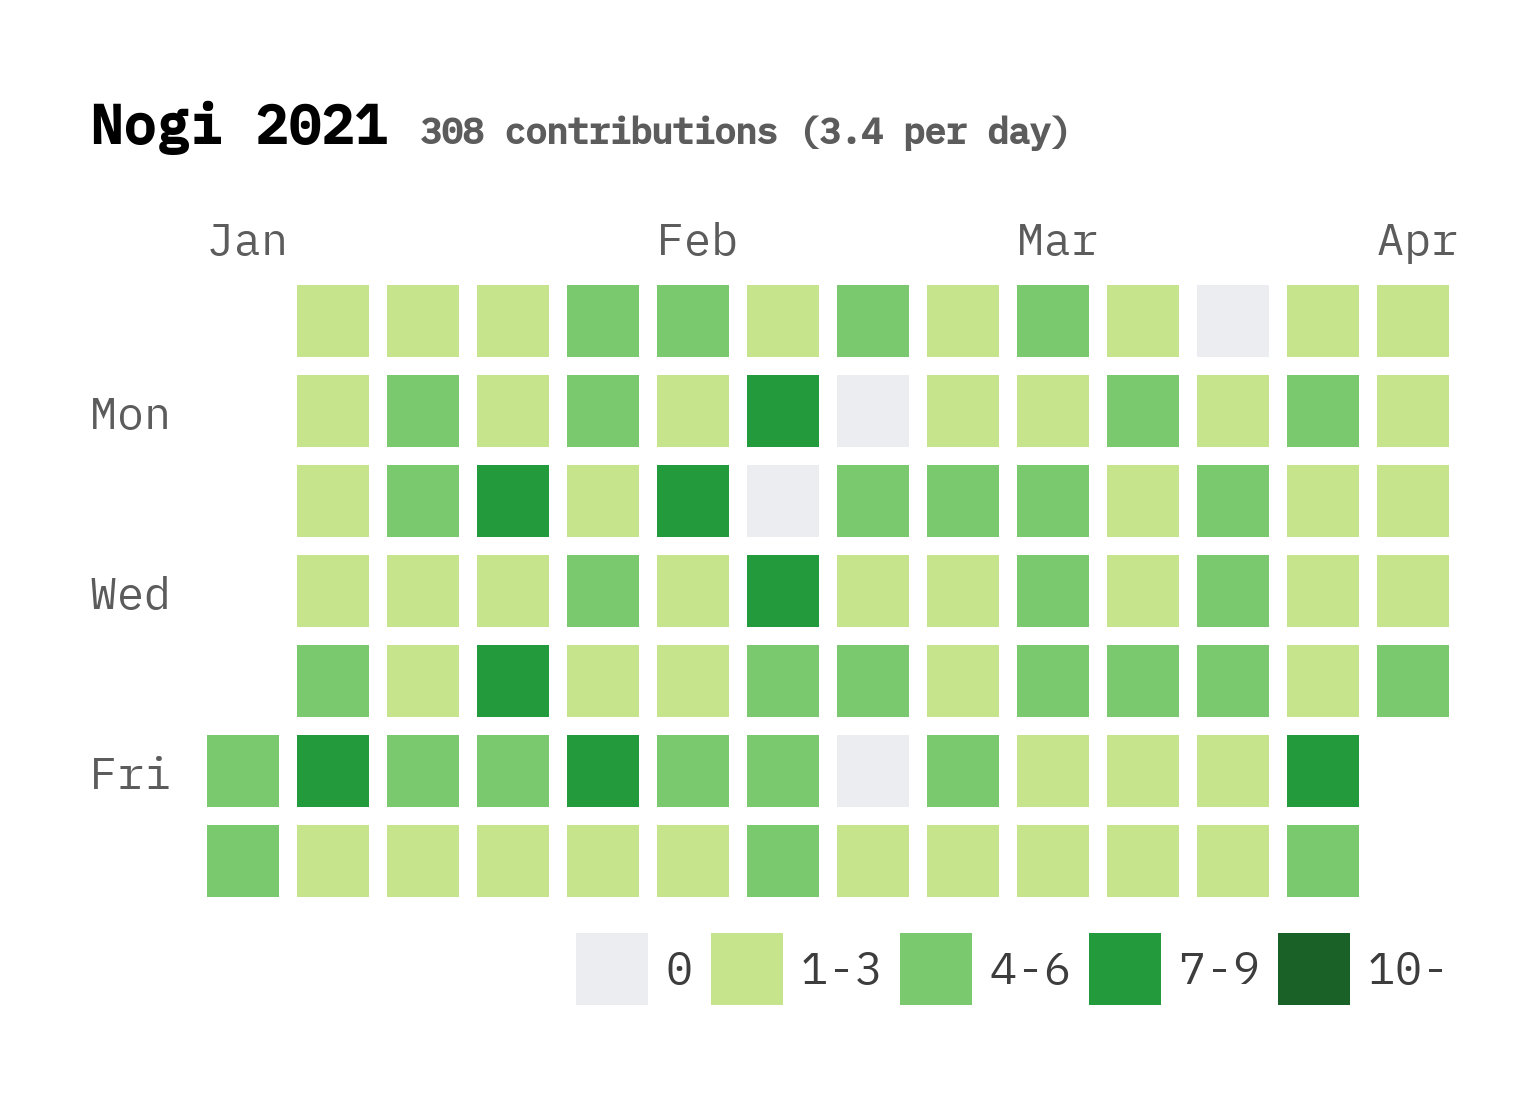 Nogi 2021 308 contributions (3.4 per day)
Jan Feb Mar Apr
Mon
Wed
Fri
0 1-3 4-6 7-9 10-